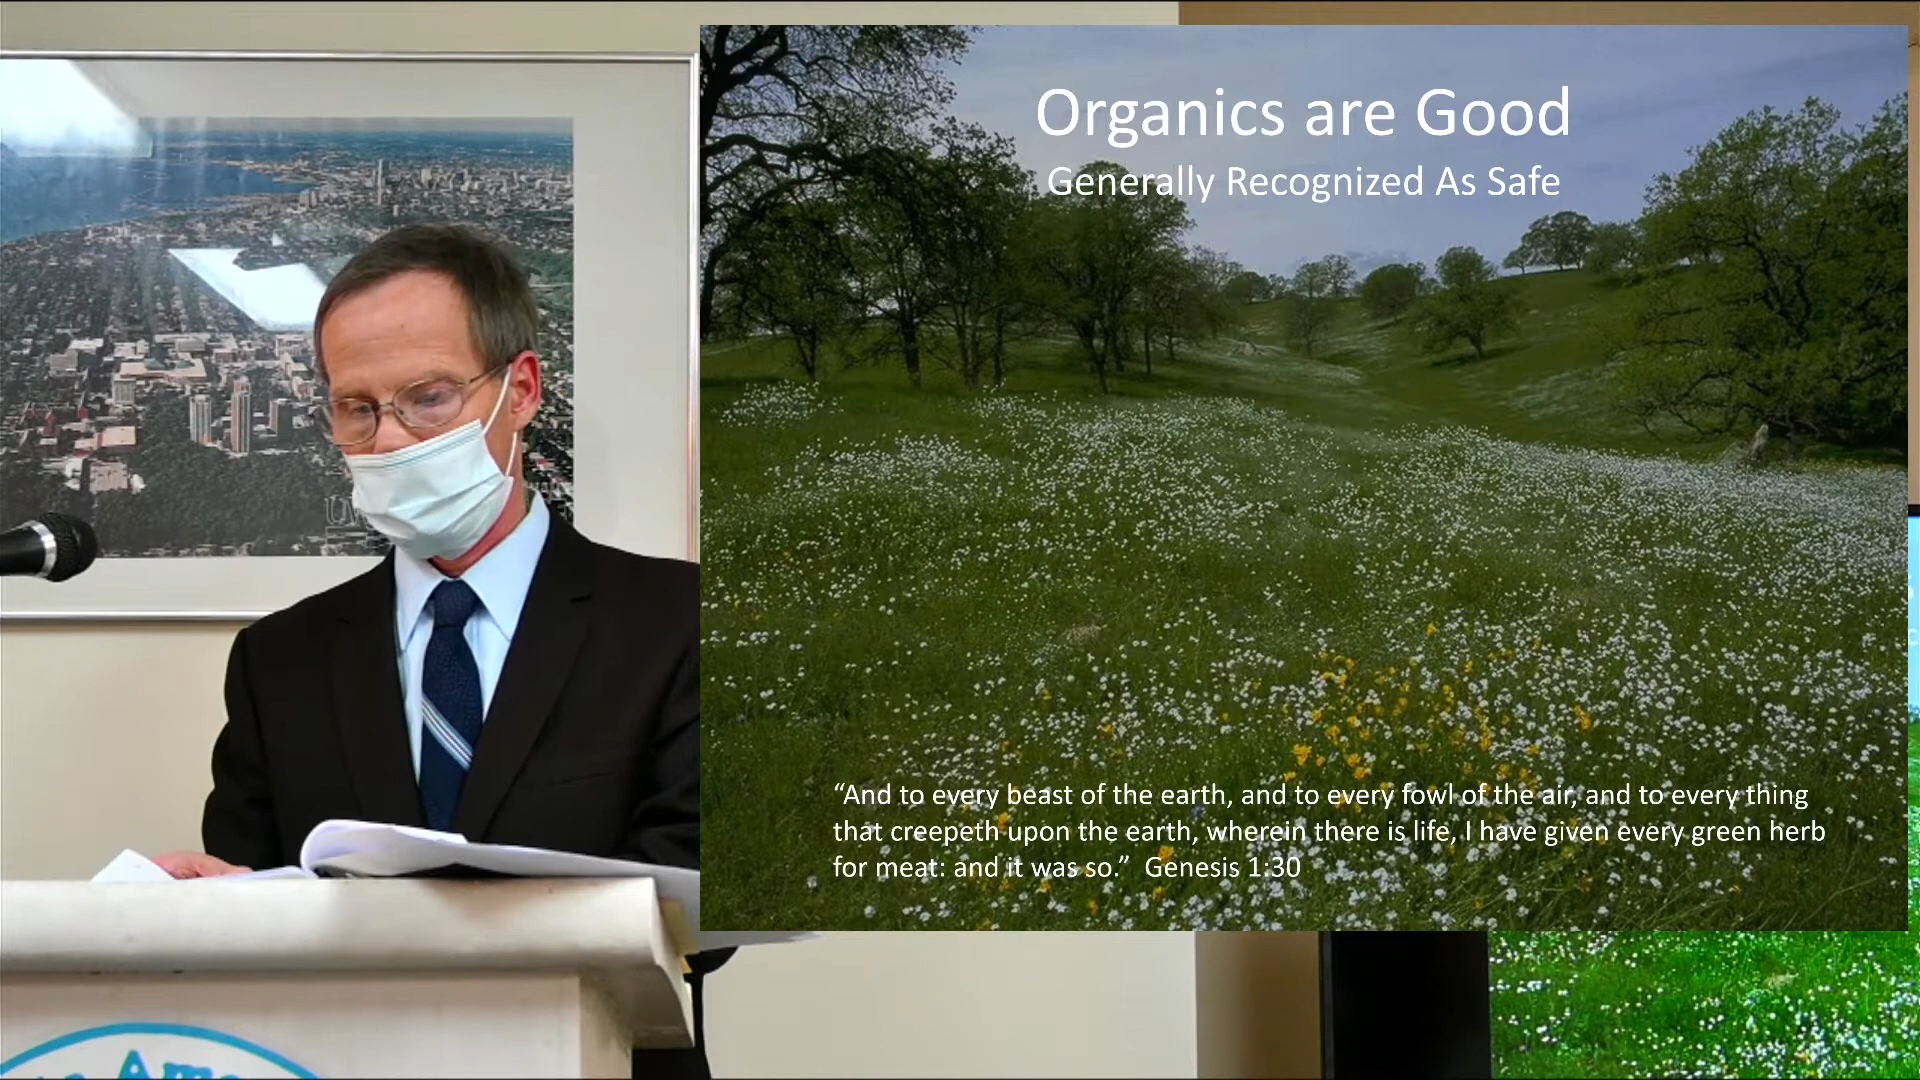 Organics are Good
Generally Recognized As Safe
“And to every beast of the earth, and to every fowl of the air, and to every thing
that creepeth upon the earth, wherein there is life, I have given every green herb
for meat: and it was so.”  Genesis 1:30